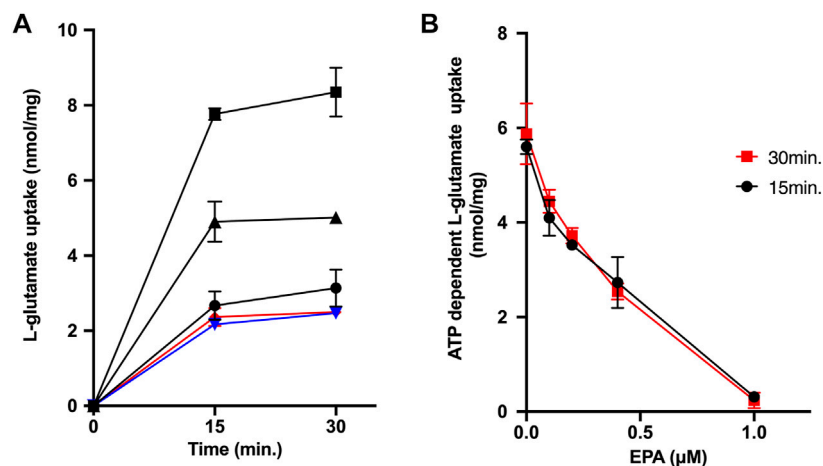 A
L-glutamate uptake (nmol/mg)
10
8
6
4
2
0
0 15 30
Time (min.)
B
ATP dependent L-glutamate uptake
(nmol/mg)
8
6
4
2
0
0.0 0.5 1.0
EPA (μM)
30min.
15min.